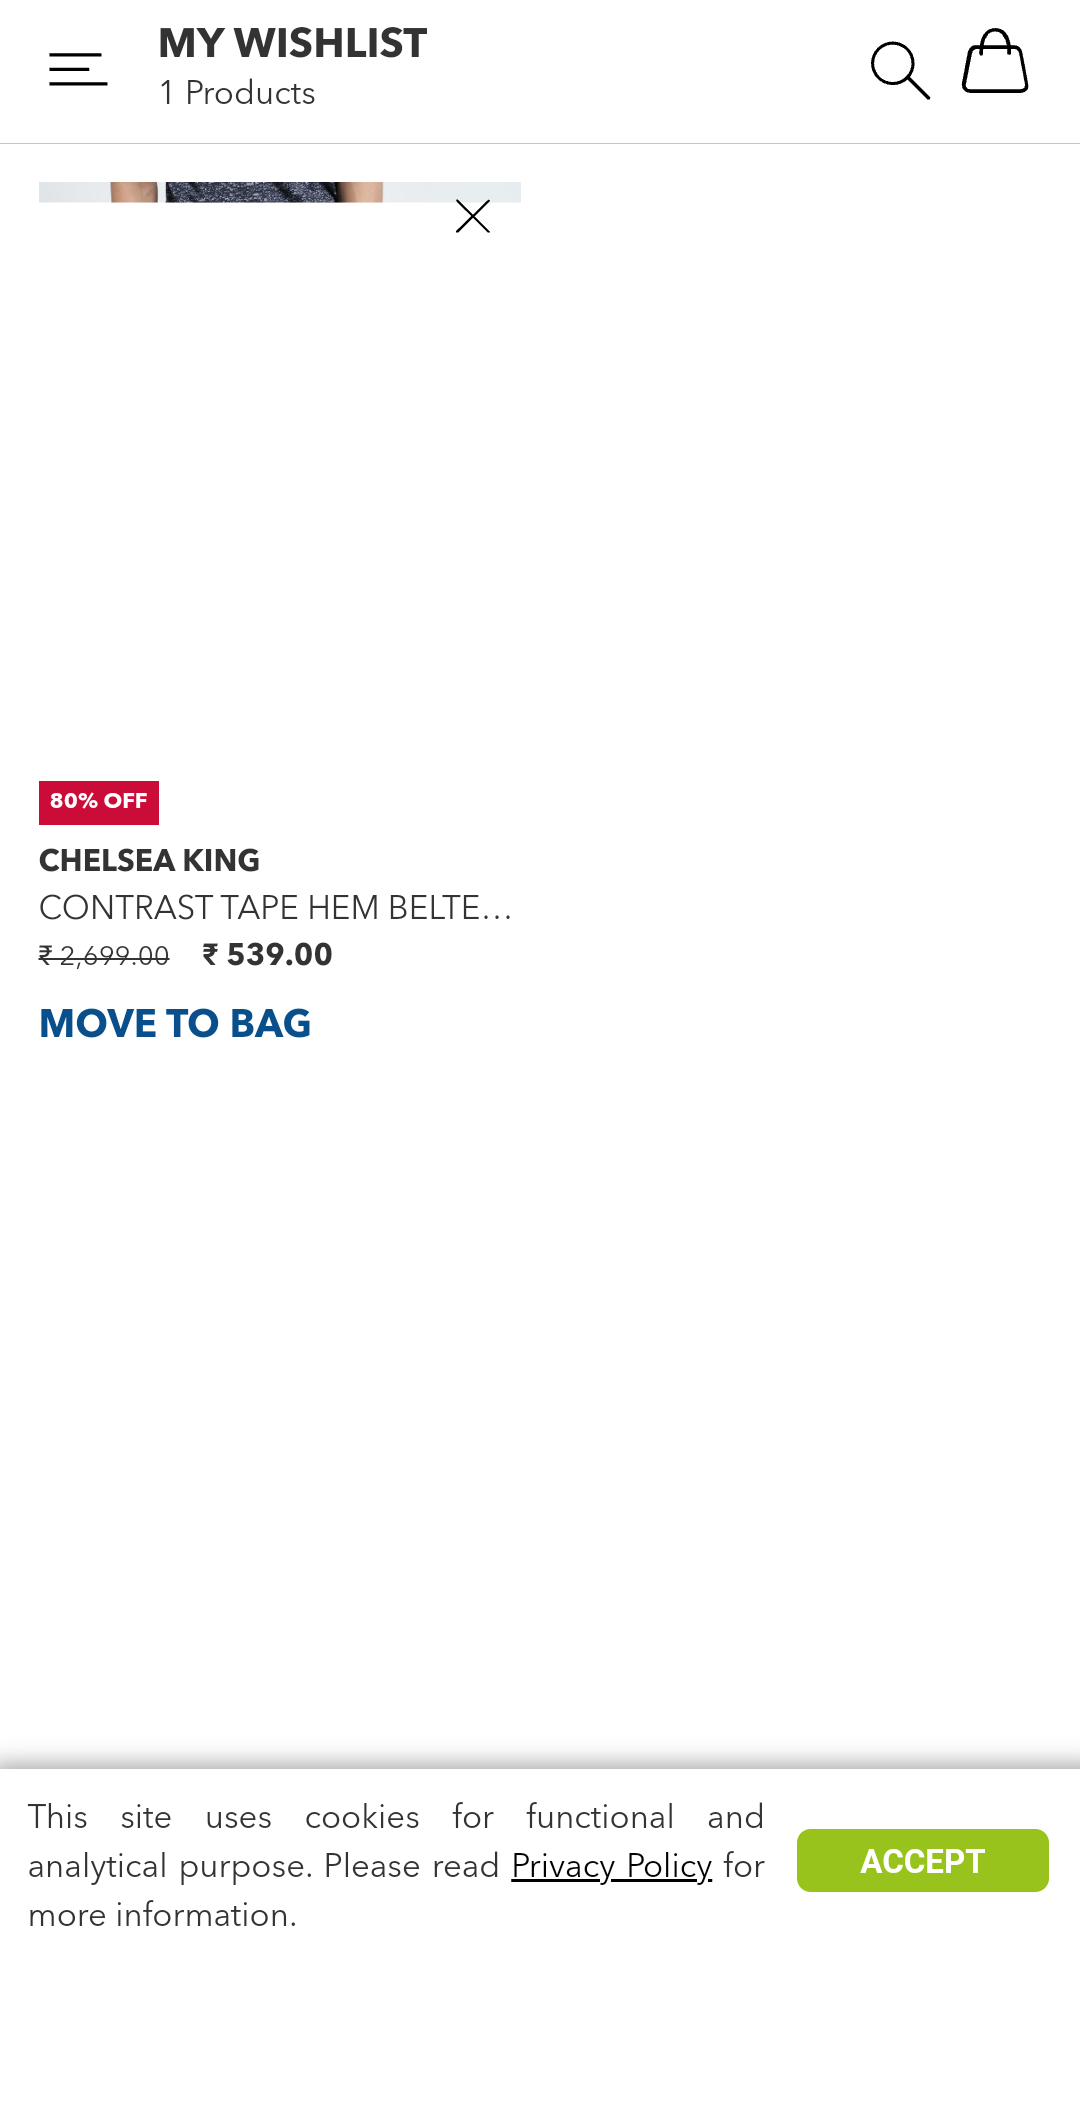 MY WISHLIST
1 Products
80% OFF
CHELSEA KING
CONTRAST TAPE HEM BELTE...
₹ 2,699.00 ₹ 539.00
MOVE TO BAG
This site uses cookies for functional and
analytical purpose. Please read Privacy Policy for
more information.
ACCEPT